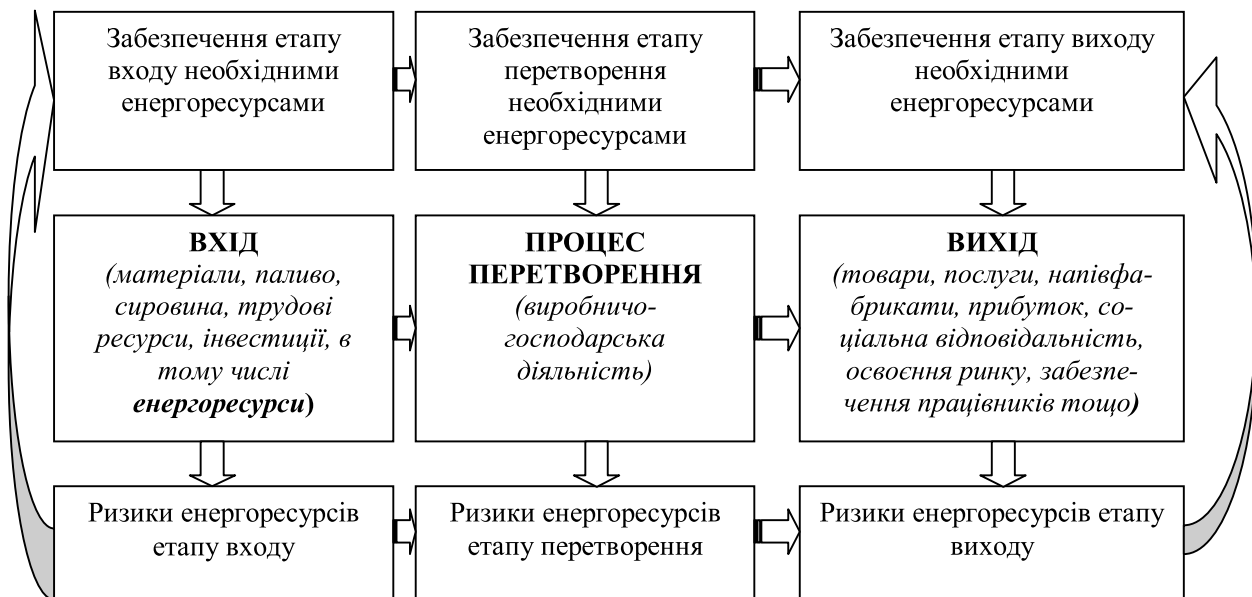 Забезпечення етапу
входу необхідними
енергоресурсами
Забезпечення етапу
перетворення
необхідними
енергоресурсами
Забезпечення етапу виходу
необхідними
енергоресурсами
ВХІД
(матеріали, паливо,
сировина, трудові
ресурси, інвестиції, в
тому числі
енергоресурси)
ПРОЦЕС
ПЕРЕТВОРЕННЯ
(виробничо-
господарська
діяльність)
ВИХІД
(товари, послуги, напівфа-
брикати, прибуток, со-
ціальна відповідальність,
освоєння ринку, забезпе-
чення працівників тощо)
Ризики енергоресурсів
етапу входу
Ризики енергоресурсів
етапу перетворення
Ризики енергоресурсів етапу
виходу